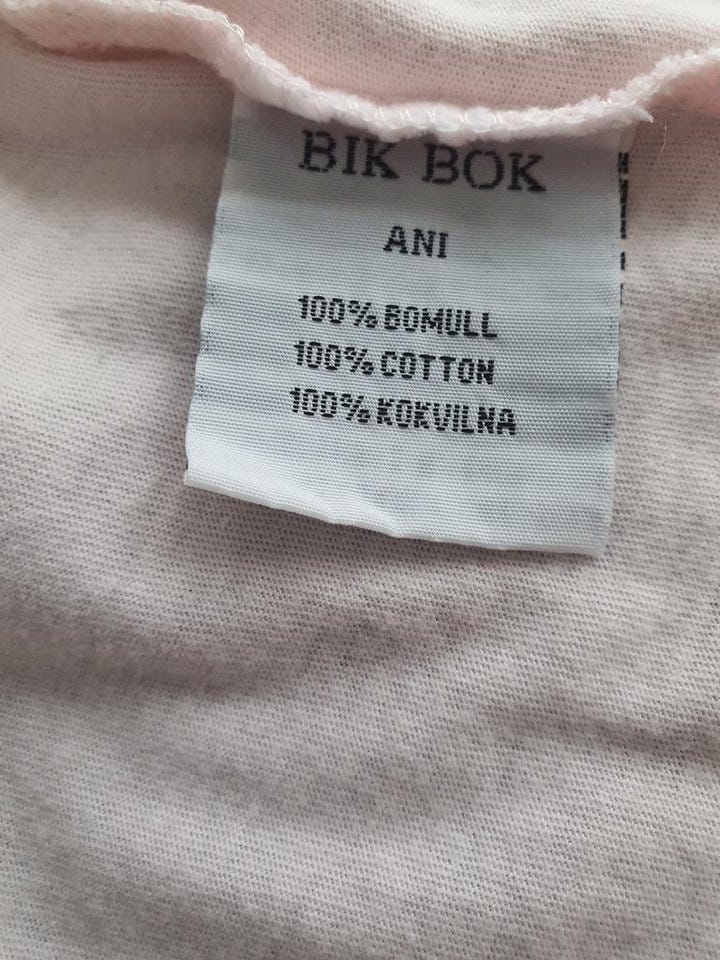 BIK BOK
ANI
100% BOMULL
100% COTTON
100% KOKVILNA